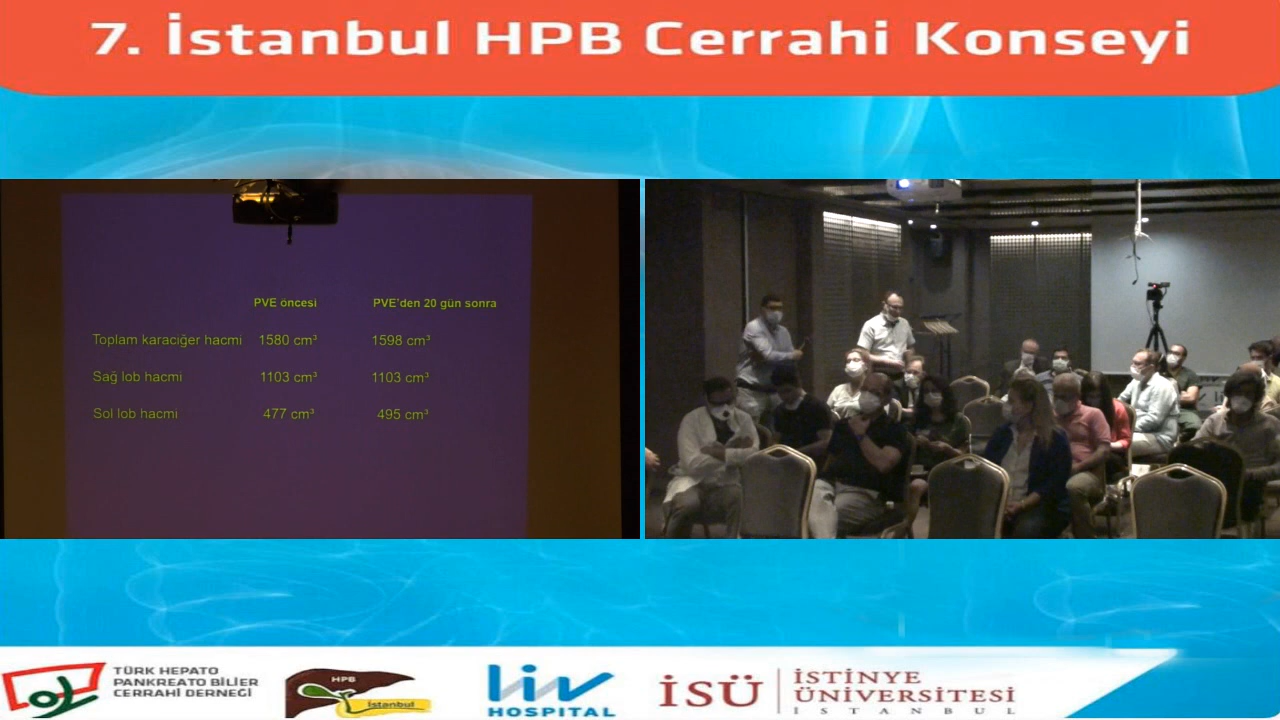 7. İstanbul HPB Cerrahi Konseyi
PVE öncesi PVE'den 20 gün sonra
Toplam karaciğer hacmi 1580 cm³ 1598 cm³
Sağ lob hacmi 1103 cm³ 1103 cm³
Sol lob hacmi 477 cm³ 495 cm³
TÜRK HEPATO
PANKREATO BİLİER
CERRAHİ DERNEĞİ
HPB
İstanbul
liv
HOSPITAL
İSÜ
İSTİNYE
ÜNİVERSİTESİ
İSTANBUL